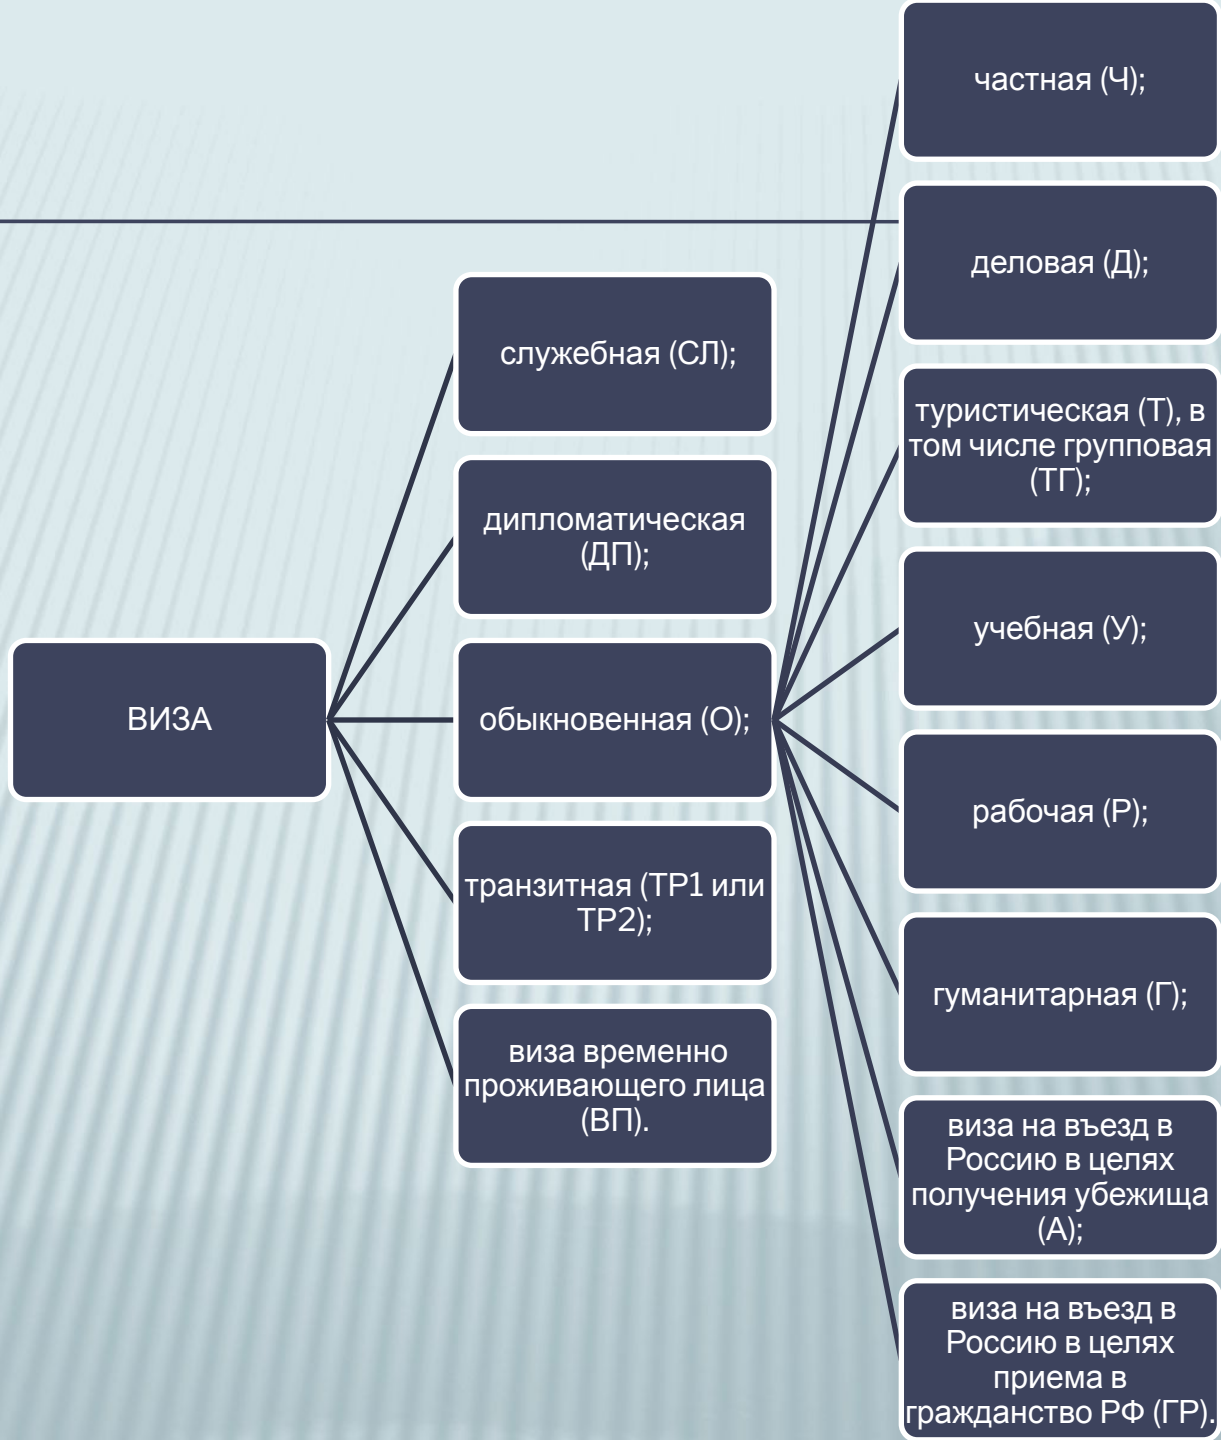 ВИЗА
служебная (СЛ);
дипломатическая
(ДП);
обыкновенная (О);
транзитная (ТР1 или
ТР2);
виза временно
проживающего лица
(ВП).
частная (Ч);
деловая (Д);
туристическая (Т), в
том числе групповая
(ТГ);
учебная (У);
рабочая (Р);
гуманитарная (Г);
виза на въезд в
Россию в целях
получения убежища
(А);
виза на въезд в
Россию в целях
приема в
гражданство РФ (ГР).